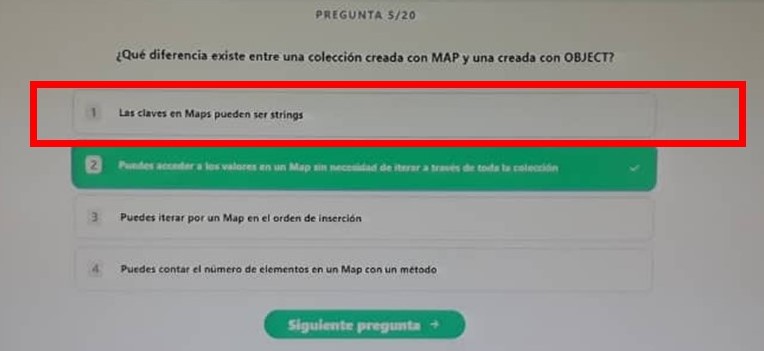 PREGUNTA 5/20
¿Qué diferencia existe entre una colección creada con MAP y una creada con OBJECT?
1 Las claves en Maps pueden ser strings
2 Puedes acceder a los valores en un Map sin necesidad de iterar a través de toda la colección
3 Puedes iterar por un Map en el orden de inserción
4 Puedes contar el número de elementos en un Map con un método
Siguiente pregunta →